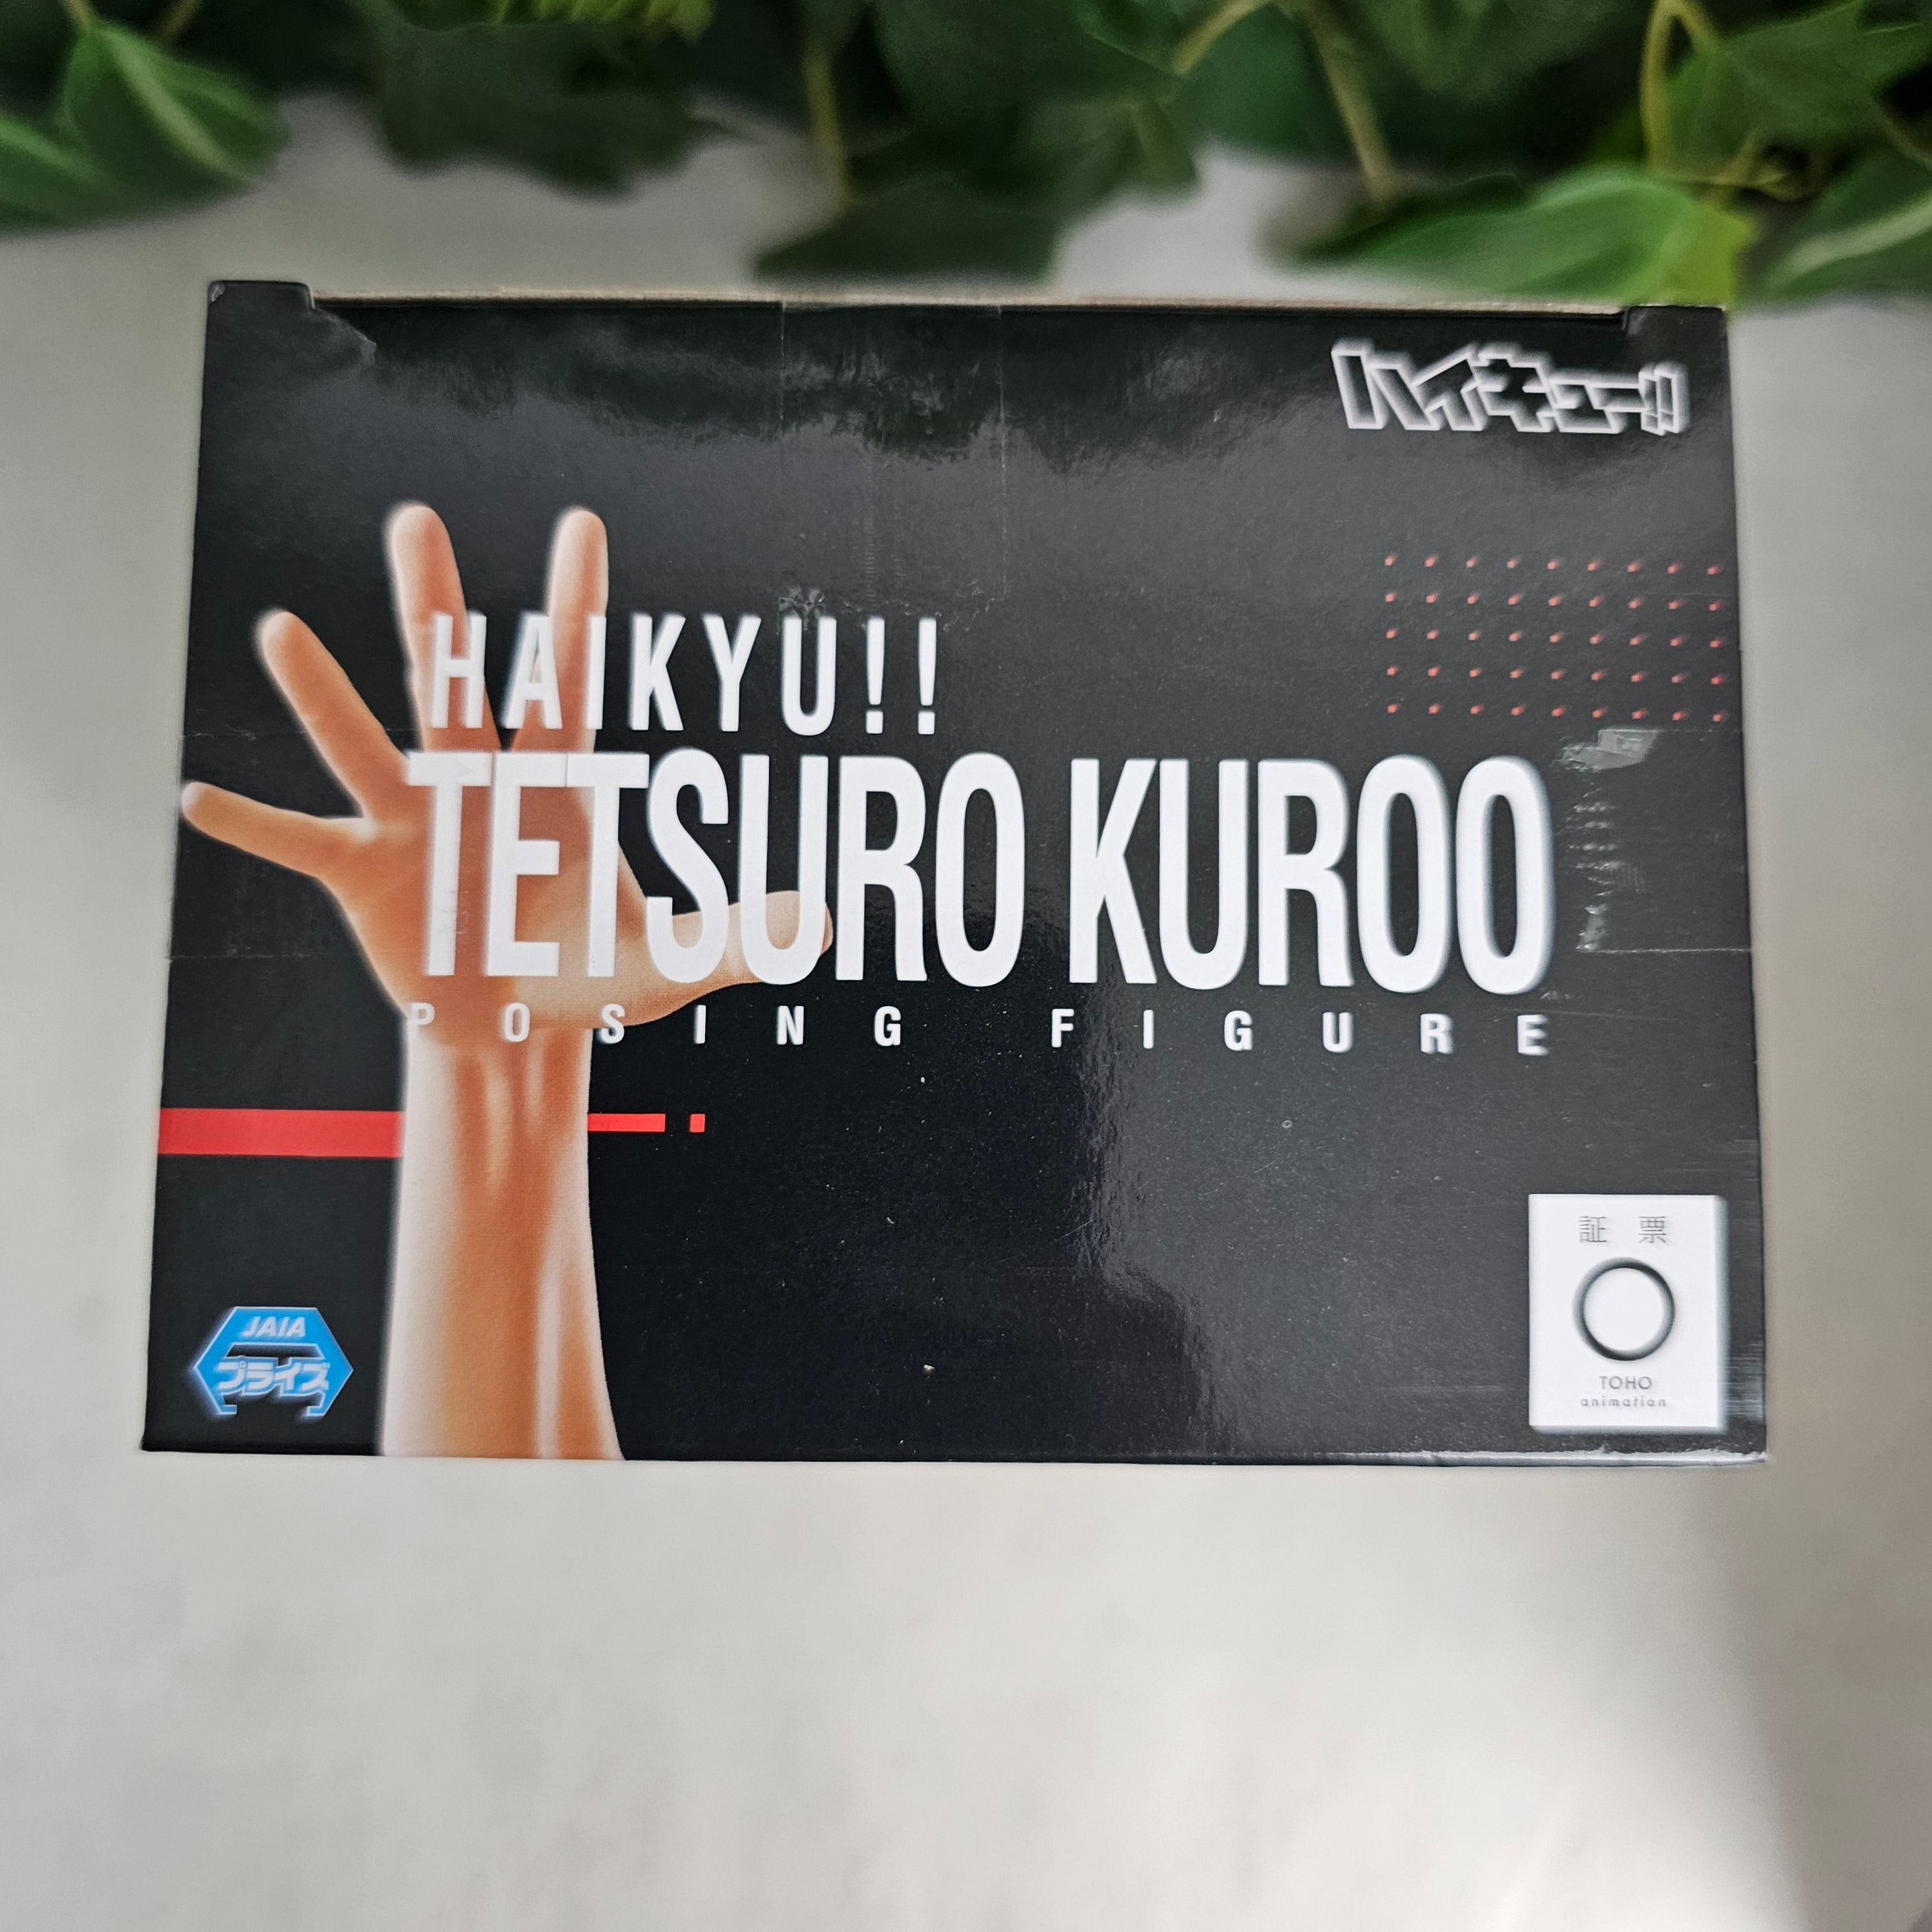 ハイキュー!!
HAIKYU!!
TETSURO KUROO
POSING FIGURE
証票
TOHO
animation
JAIA
プライズ